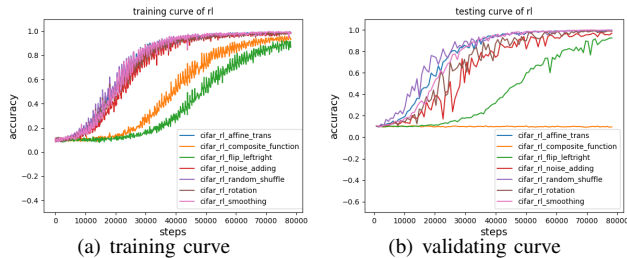 training curve of rl
1.0
0.8
0.6
0.4
0.2
0.0
−0.2
−0.4
accuracy
cifar_rl_affine_trans
cifar_rl_composite_function
cifar_rl_flip_leftright
cifar_rl_noise_adding
cifar_rl_random_shuffle
cifar_rl_rotation
cifar_rl_smoothing
0 10000 20000 30000 40000 50000 60000 70000 80000
steps
(a) training curve
testing curve of rl
1.0
0.8
0.6
0.4
0.2
0.0
−0.2
−0.4
−0.6
accuracy
cifar_rl_affine_trans
cifar_rl_composite_function
cifar_rl_flip_leftright
cifar_rl_noise_adding
cifar_rl_random_shuffle
cifar_rl_rotation
cifar_rl_smoothing
0 10000 20000 30000 40000 50000 60000 70000 80000
steps
(b) validating curve